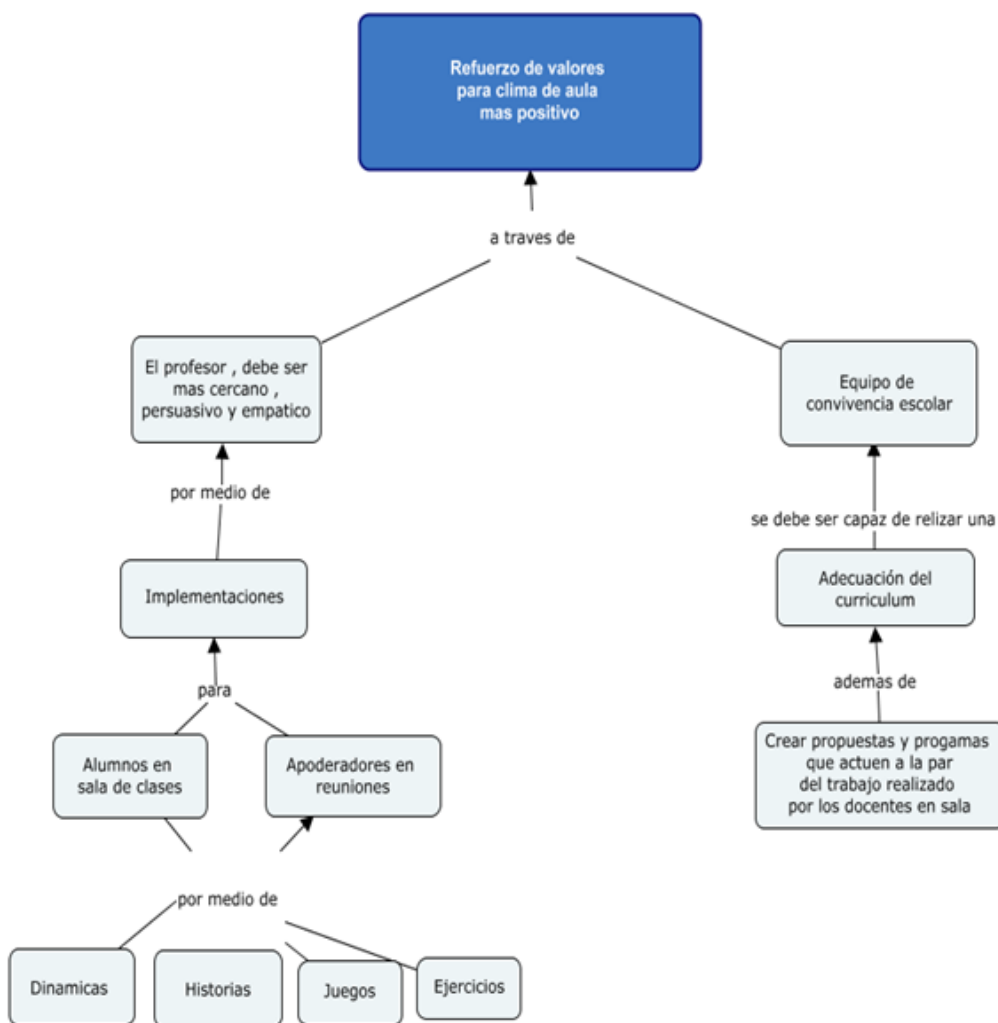 Refuerzo de valores
para clima de aula
mas positivo
a traves de
El profesor , debe ser
mas cercano ,
persuasivo y empatico
Equipo de
convivencia escolar
por medio de
se debe ser capaz de relizar una
Implementaciones
Adecuación del
curriculum
para
ademas de
Alumnos en
sala de clases
Apoderadores en
reuniones
Crear propuestas y progamas
que actuen a la par
del trabajo realizado
por los docentes en sala
por medio de
Dinamicas
Historias
Juegos
Ejercicios